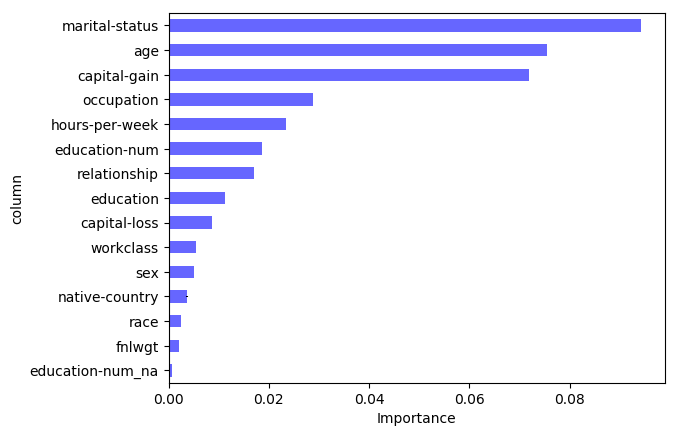 marital-status
age
capital-gain
occupation
hours-per-week
education-num
relationship
education
capital-loss
workclass
sex
native-country
race
fnlwgt
education-num_na
column
0.00 0.02 0.04 0.06 0.08
Importance